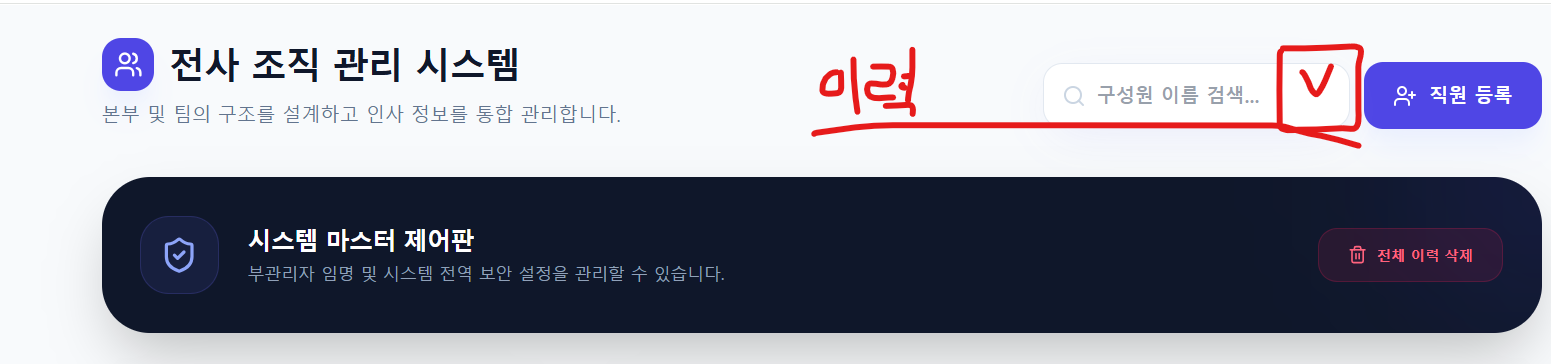 전사 조직 관리 시스템
본부 및 팀의 구조를 설계하고 인사 정보를 통합 관리합니다.
이력
구성원 이름 검색...
V
직원 등록
시스템 마스터 제어판
부관리자 임명 및 시스템 전역 보안 설정을 관리할 수 있습니다.
전체 이력 삭제